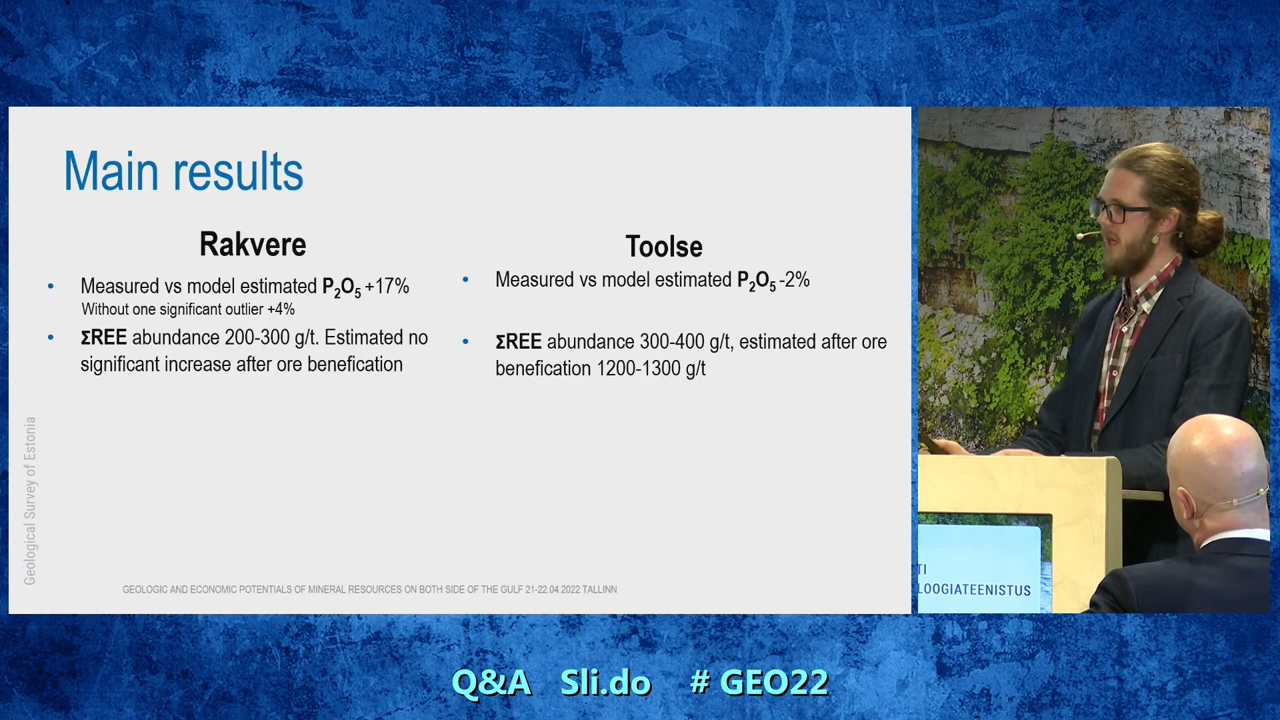 Main results
Rakvere
• Measured vs model estimated P2O5 +17%
Without one significant outlier +4%
• ΣREE abundance 200-300 g/t. Estimated no
significant increase after ore benefication
Toolse
• Measured vs model estimated P2O5 -2%
• ΣREE abundance 300-400 g/t, estimated after ore
benefication 1200-1300 g/t
Geological Survey of Estonia
GEOLOGIC AND ECONOMIC POTENTIALS OF MINERAL RESOURCES ON BOTH SIDE OF THE GULF 21-22.04.2022 TALLINN
TI
LOOGIATEENISTUS
Q&A Sli.do # GEO22